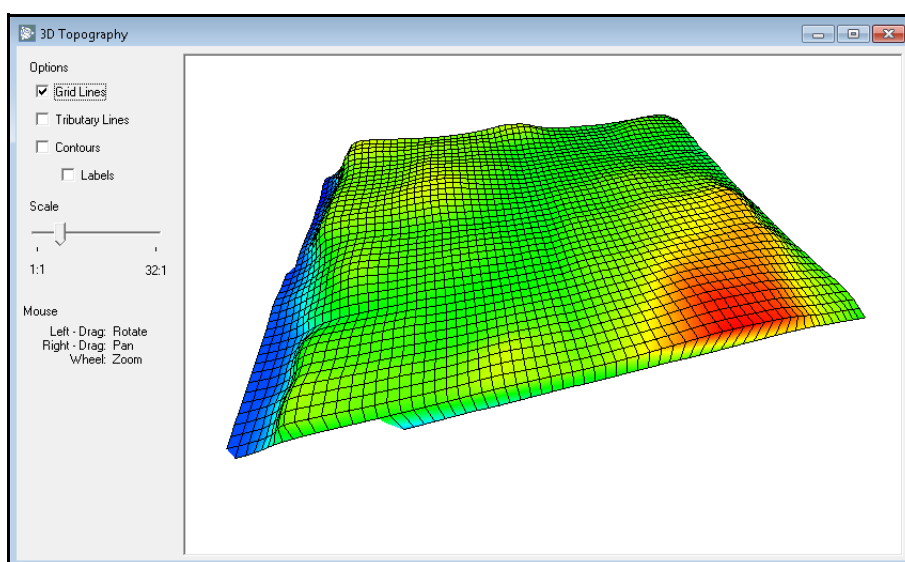 3D Topography
Options
Grid Lines
Tributary Lines
Contours
Labels
Scale
1:1 32:1
Mouse
Left - Drag: Rotate
Right - Drag: Pan
Wheel: Zoom